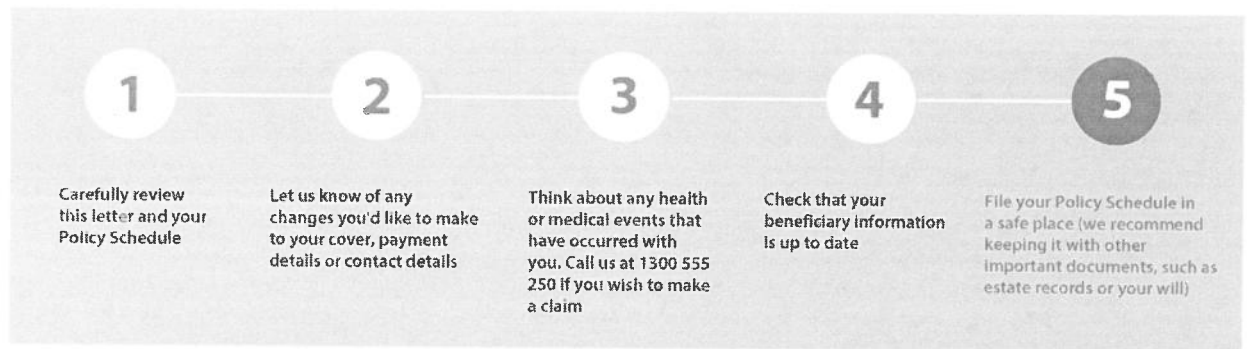 1
2
3
4
5
Carefully review
this letter and your
Policy Schedule
Let us know of any
changes you'd like to make
to your cover, payment
details or contact details
Think about any health
or medical events that
have occurred with
you. Call us at 1300 555
250 if you wish to make
a claim
Check that your
beneficiary information
is up to date
File your Policy Schedule in
a safe place (we recommend
keeping it with other
important documents, such as
estate records or your will)